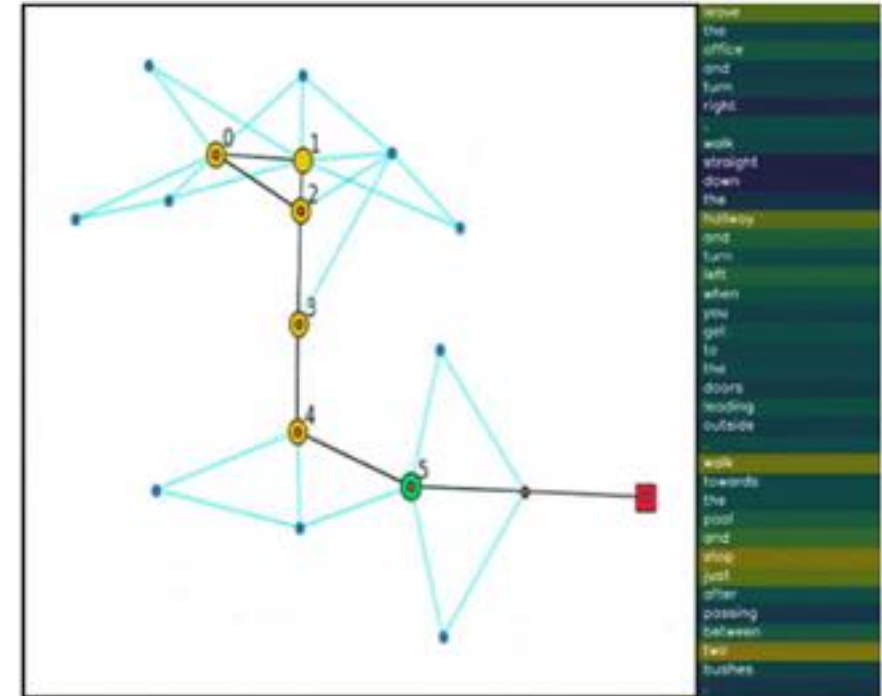 0
1
2
3
4
5
leave
the
office
and
turn
right
.
walk
straight
down
the
hallway
and
turn
left
when
you
get
to
the
doors
leading
outside
.
walk
towards
the
pool
and
stop
just
after
passing
between
two
bushes